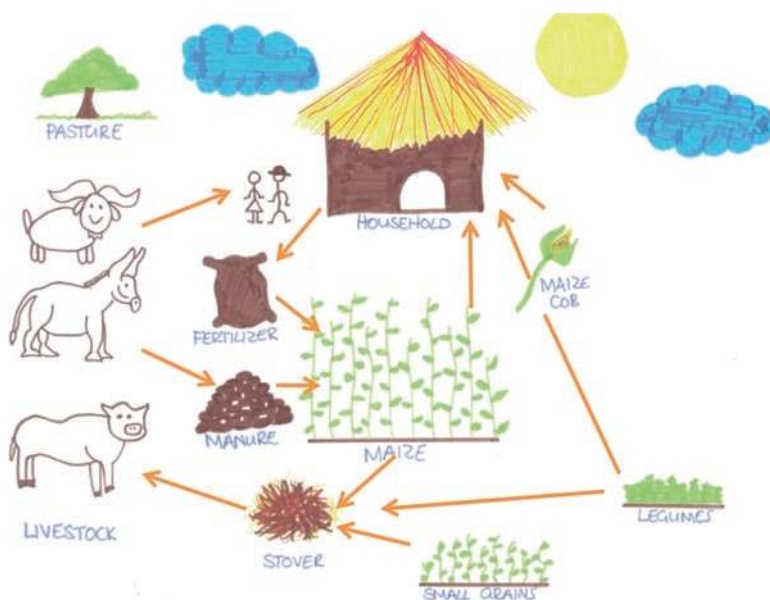 PASTURE
HOUSEHOLD
MAIZE
COB
FERTILIZER
MANURE
MAIZE
LEGUMES
LIVESTOCK
STOVER
SMALL GRAINS